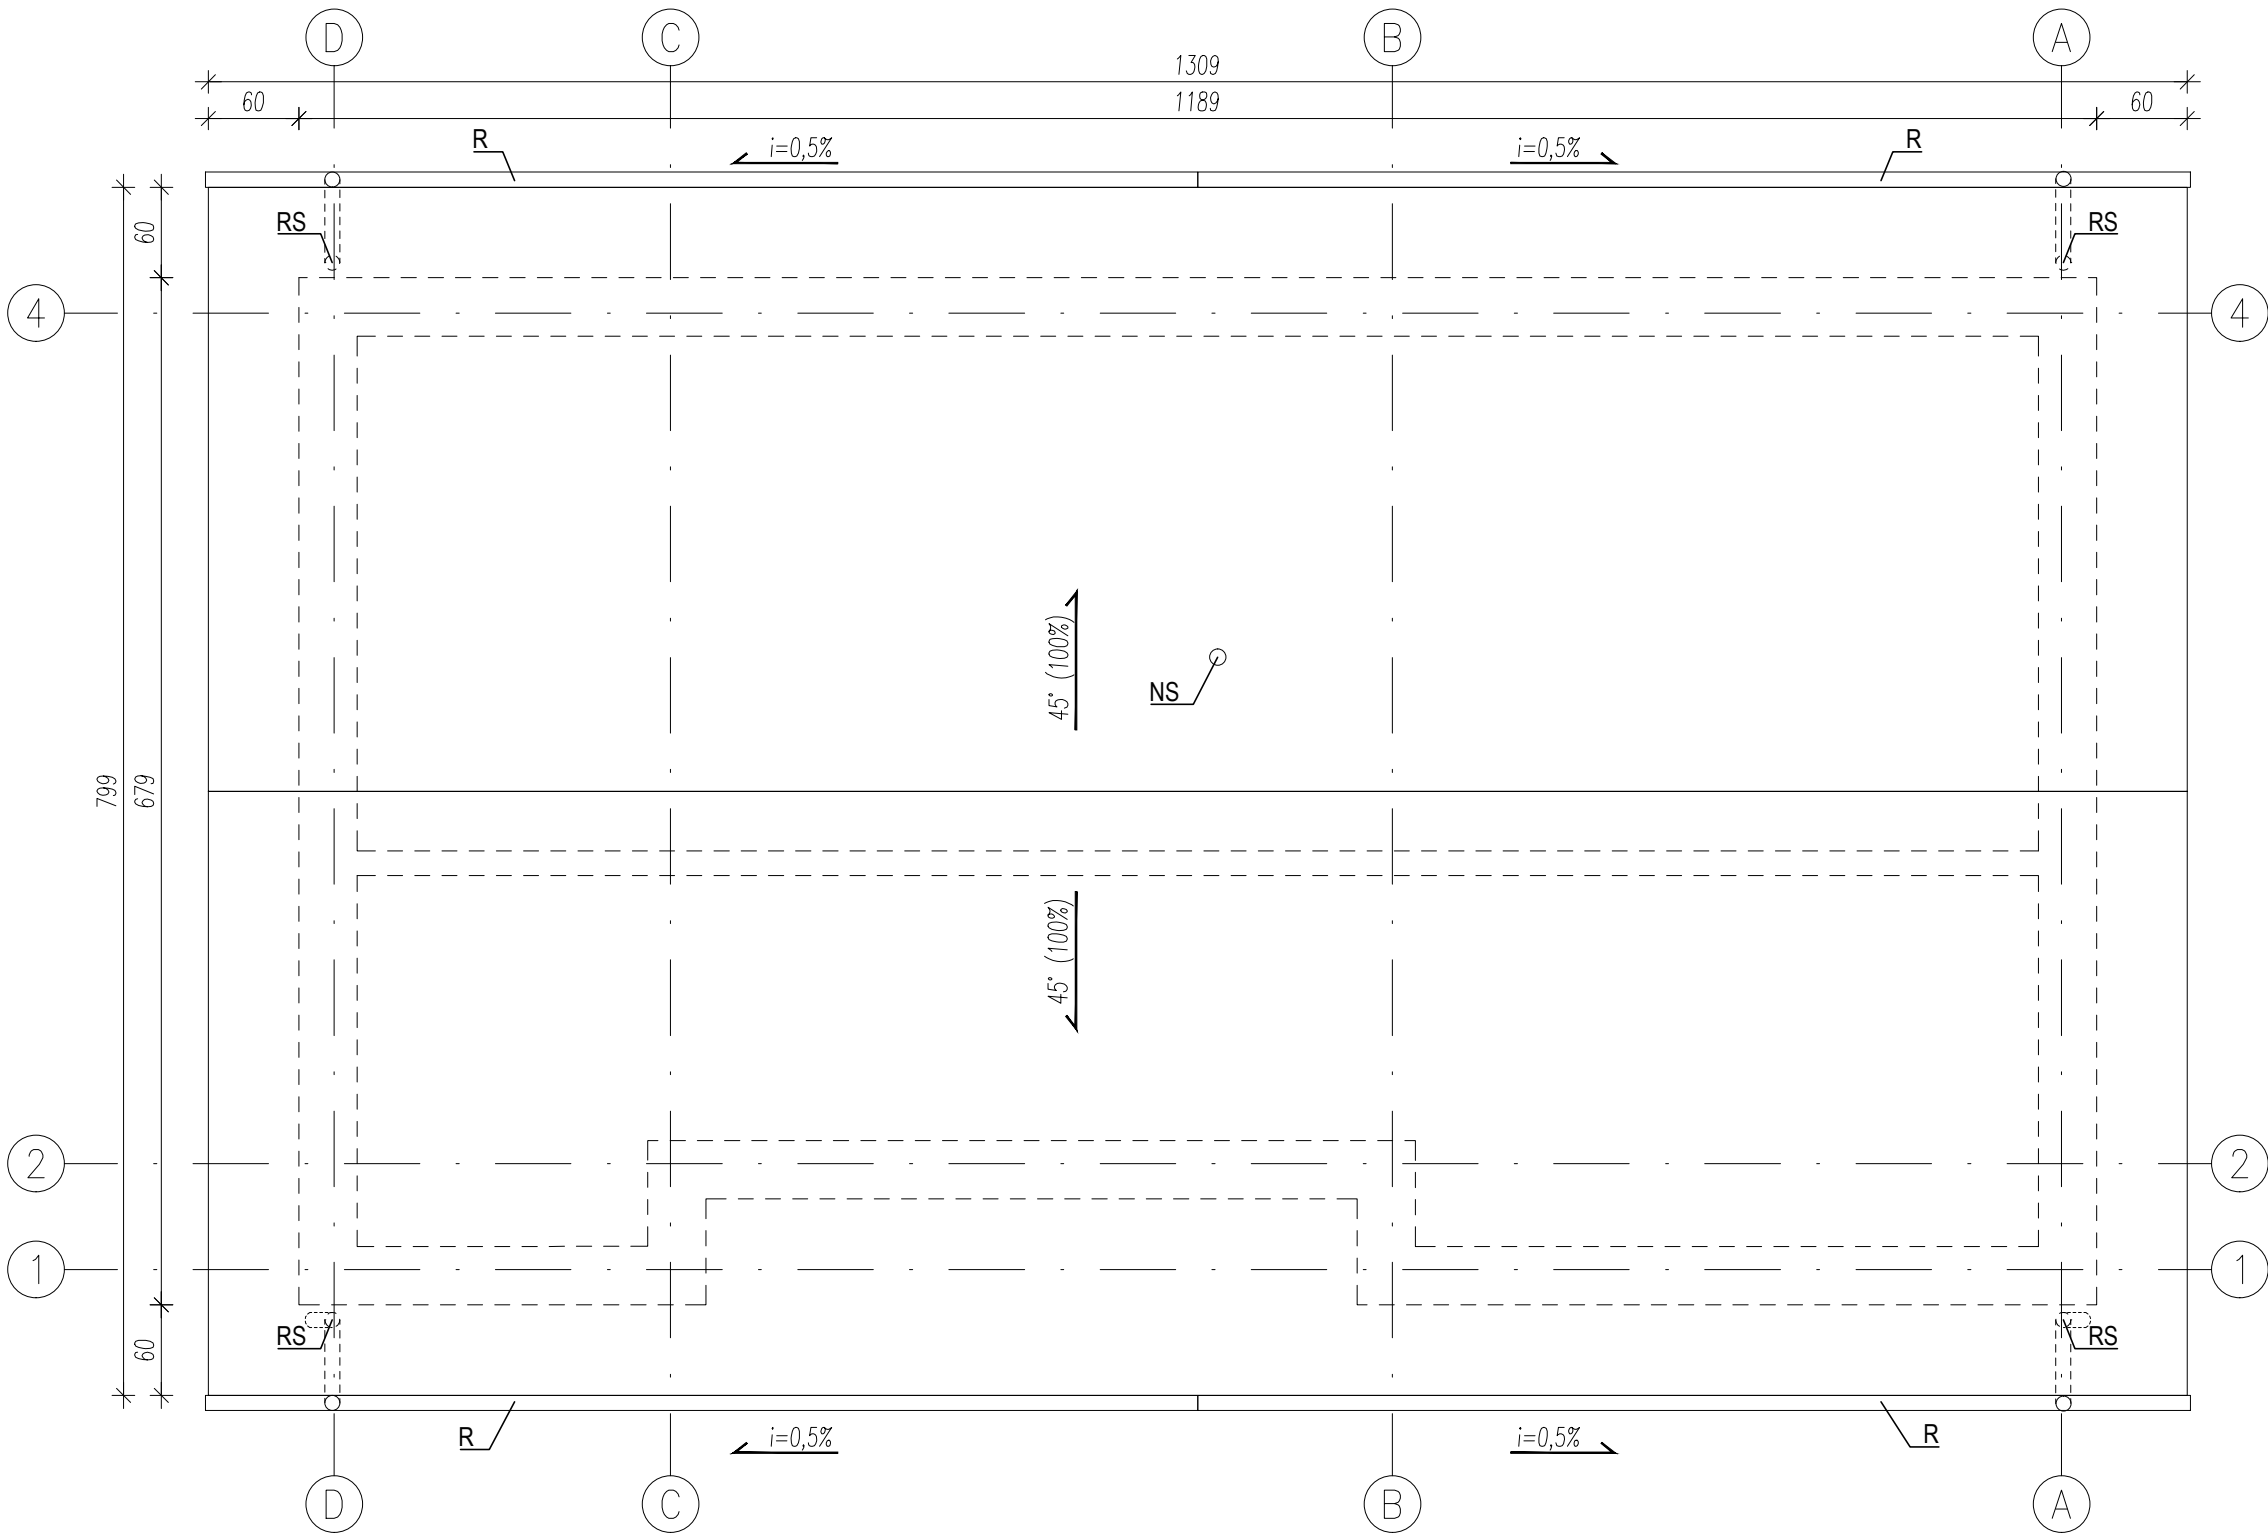 D C B A
1309
60 1189 60
R i=0,5% i=0,5% R
60
RS RS
4 4
45° (100%)
NS
799 679
45° (100%)
2 2
1 1
RS RS
60
R i=0,5% i=0,5% R
D C B A